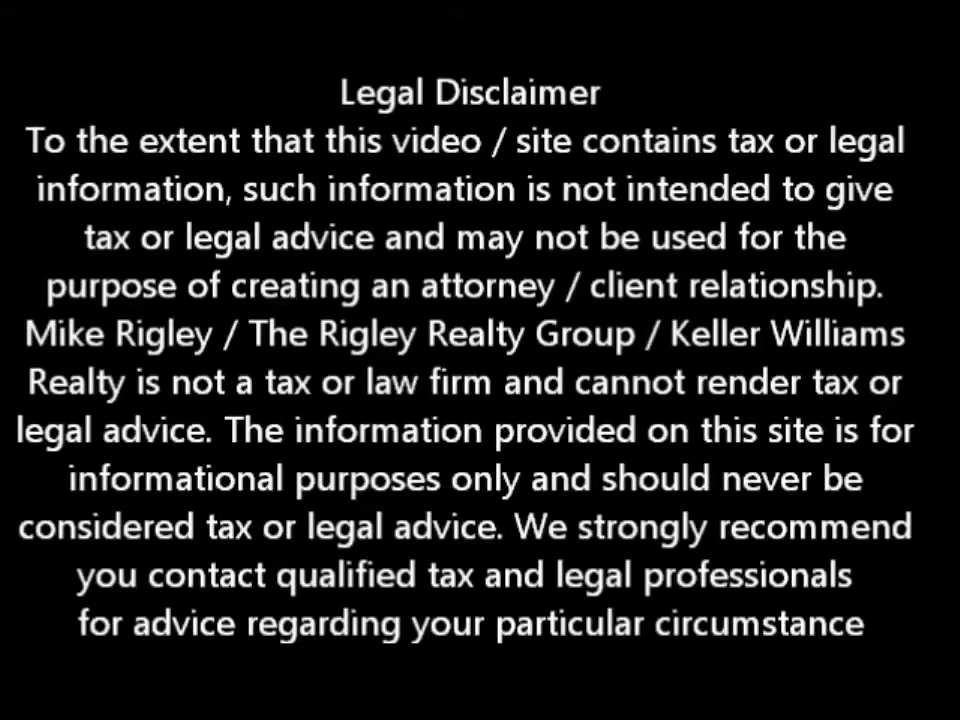 Legal Disclaimer
To the extent that this video / site contains tax or legal
information, such information is not intended to give
tax or legal advice and may not be used for the
purpose of creating an attorney / client relationship.
Mike Rigley / The Rigley Realty Group / Keller Williams
Realty is not a tax or law firm and cannot render tax or
legal advice. The information provided on this site is for
informational purposes only and should never be
considered tax or legal advice. We strongly recommend
you contact qualified tax and legal professionals
for advice regarding your particular circumstance